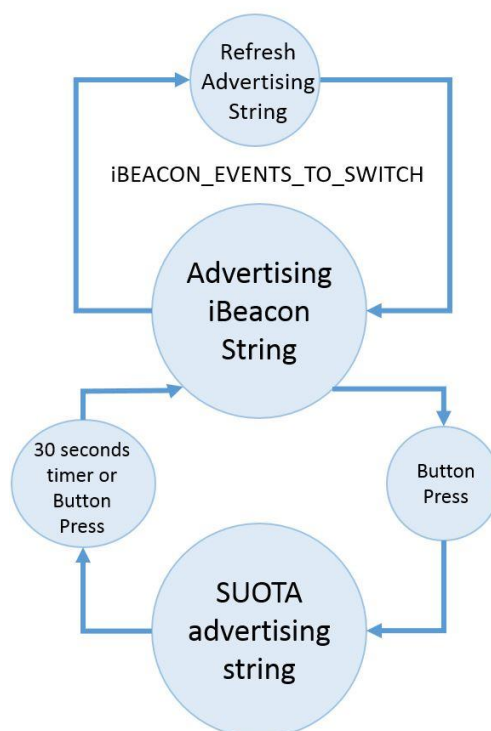 Refresh
Advertising
String
iBEACON_EVENTS_TO_SWITCH
Advertising
iBeacon
String
30 seconds
timer or
Button
Press
Button
Press
SUOTA
advertising
string